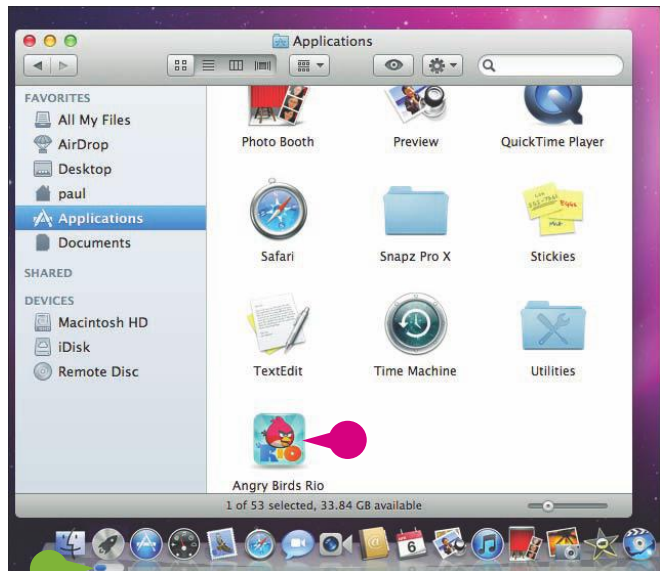 Applications
FAVORITES
All My Files
AirDrop
Desktop
paul
Applications
Documents
SHARED
DEVICES
Macintosh HD
iDisk
Remote Disc
Photo Booth
Preview
QuickTime Player
Safari
Snapz Pro X
Stickies
TextEdit
Time Machine
Utilities
RIO
Angry Birds Rio
1 of 53 selected, 33.84 GB available
6